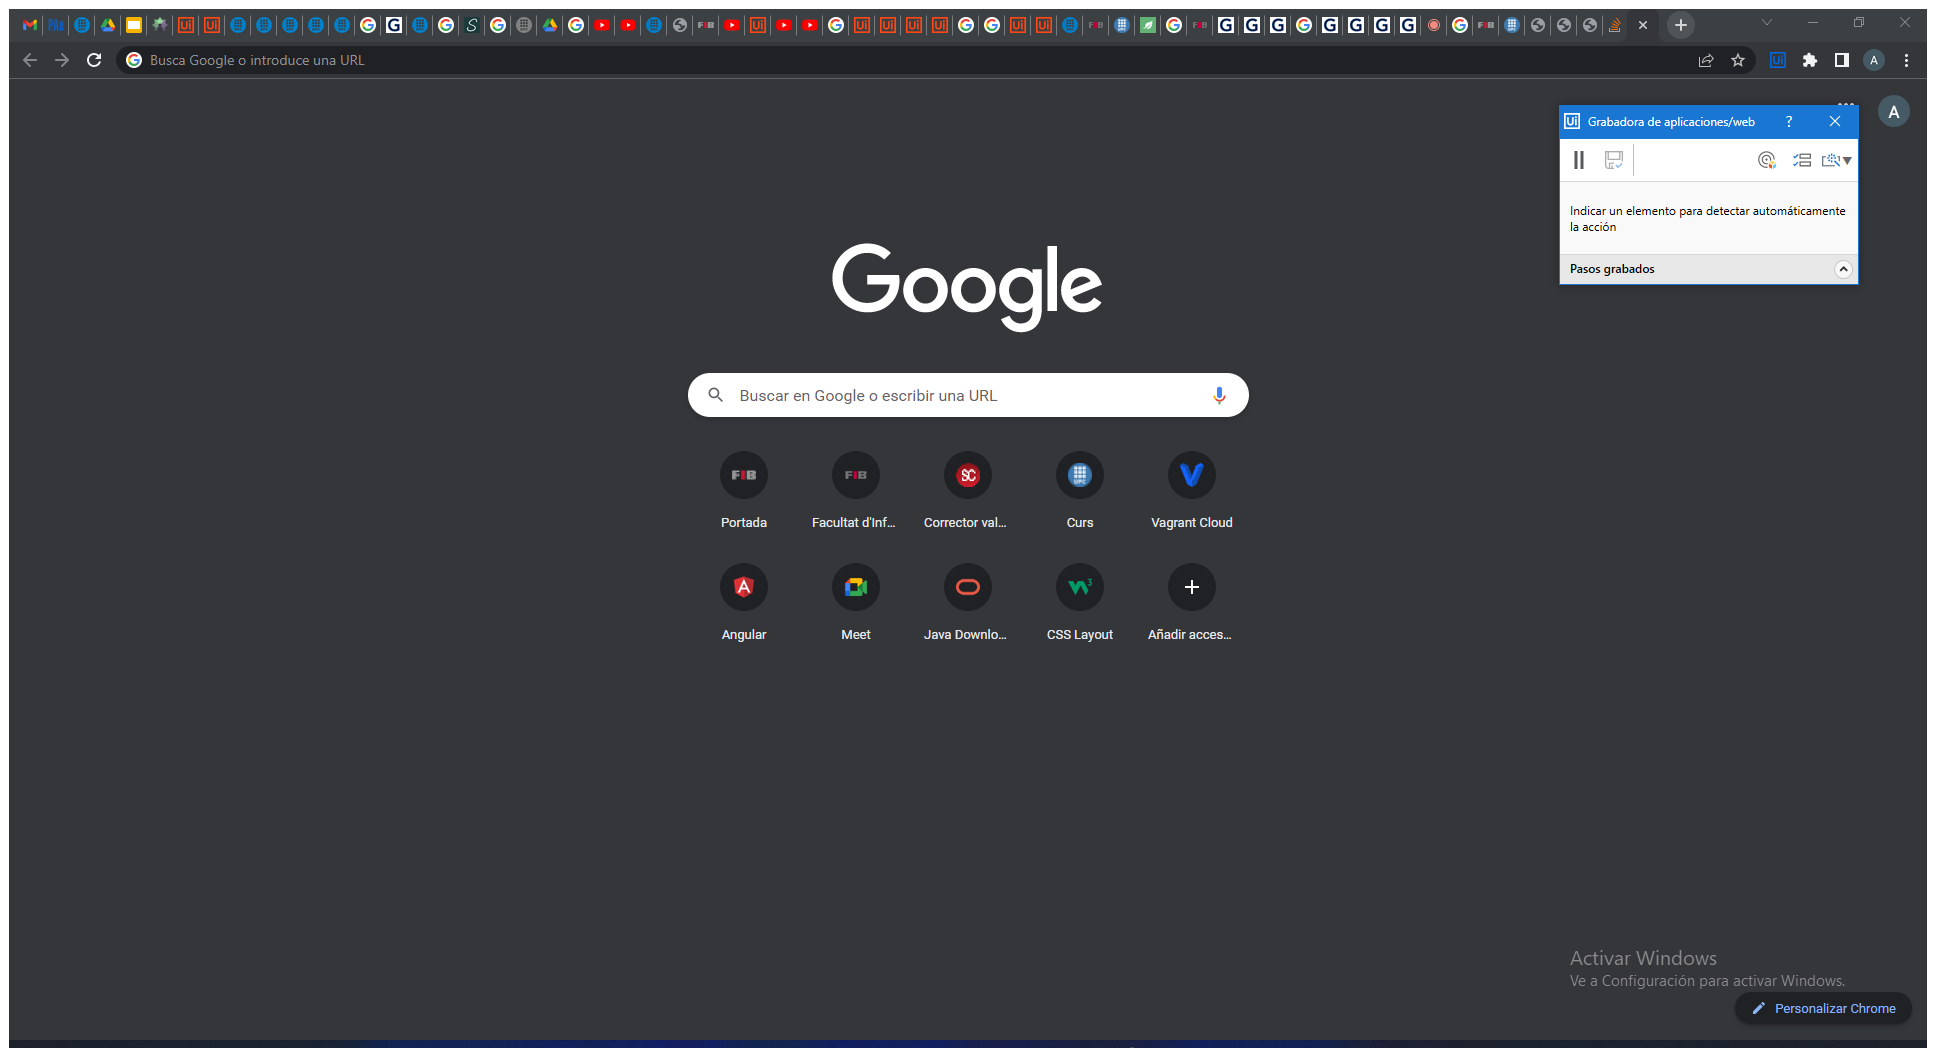 Busca Google o introduce una URL
A
A
Ui Grabadora de aplicaciones/web ?
Indicar un elemento para detectar automáticamente
la acción
Pasos grabados
Google
Buscar en Google o escribir una URL
Portada
Facultat d'Inf...
Corrector val...
Curs
Vagrant Cloud
Angular
Meet
Java Downlo...
CSS Layout
Añadir acces...
Activar Windows
Ve a Configuración para activar Windows.
Personalizar Chrome